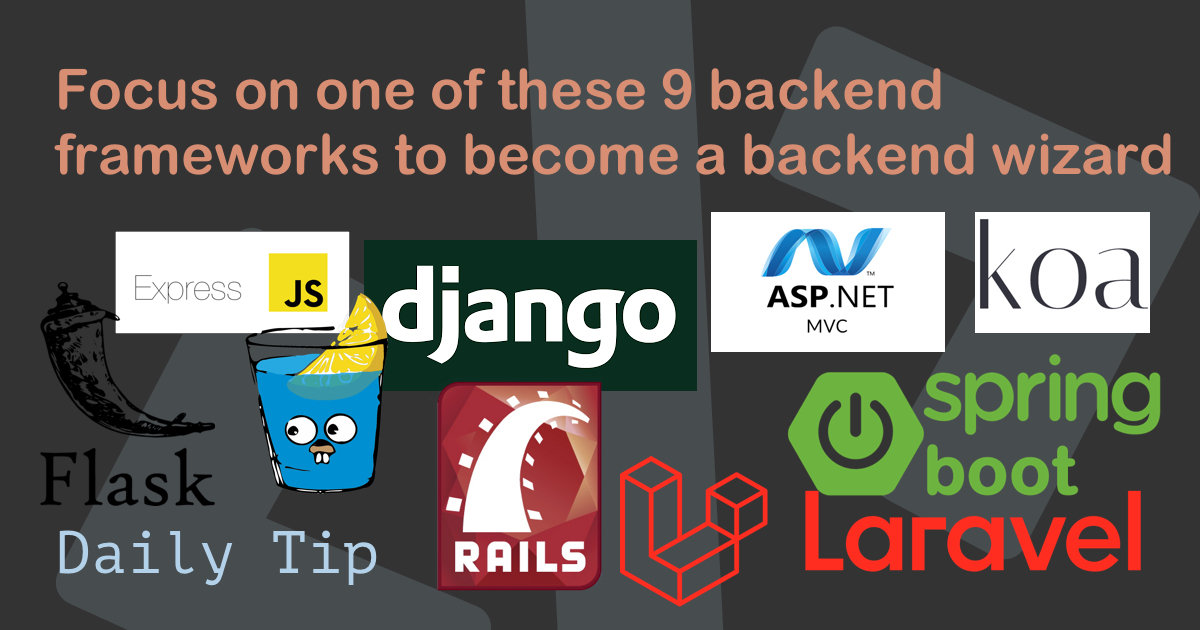 Focus on one of these 9 backend
frameworks to become a backend wizard
Express
JS
django
ASP.NET
TM
MVC
koa
Flask
RAILS
spring
boot
Laravel
Daily Tip